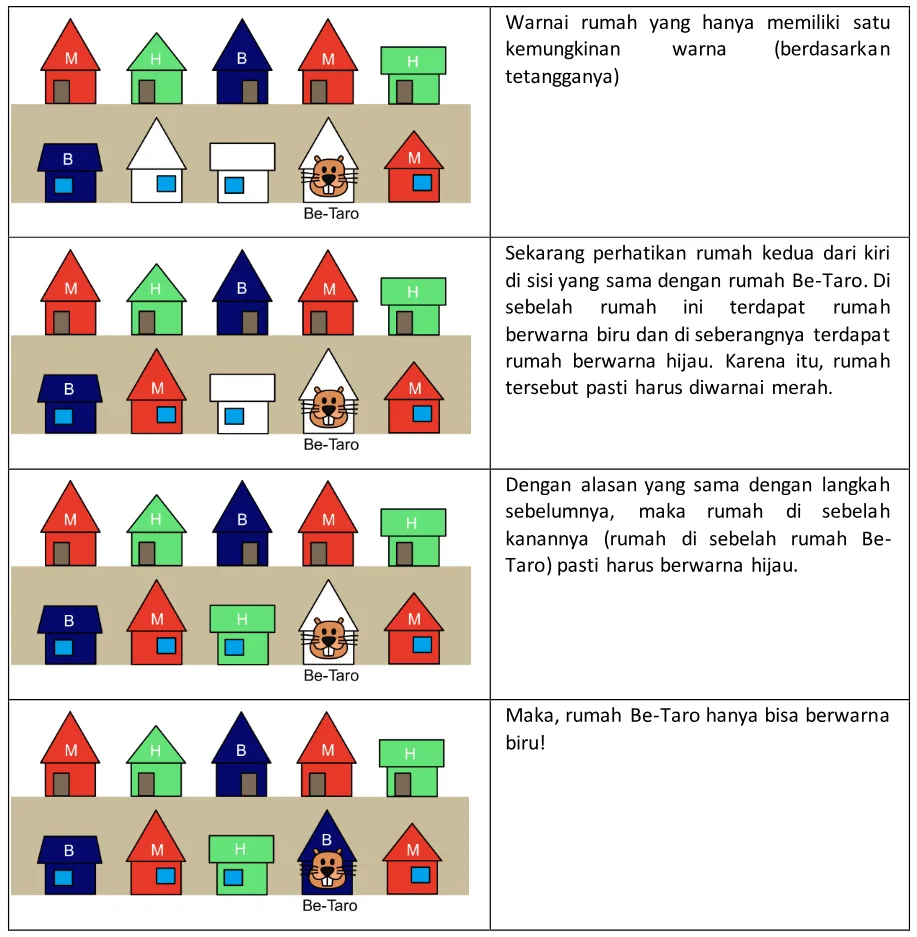 M H B M H
Warnai rumah yang hanya memiliki satu
kemungkinan warna (berdasarkan
tetangganya)
B M
Be-Taro
M H B M H
B M M
Be-Taro
Sekarang perhatikan rumah kedua dari kiri
di sisi yang sama dengan rumah Be-Taro. Di
sebelah rumah ini terdapat rumah
berwarna biru dan di seberangnya terdapat
rumah berwarna hijau. Karena itu, rumah
tersebut pasti harus diwarnai merah.
M H B M H
B M H M
Be-Taro
Dengan alasan yang sama dengan langkah
sebelumnya, maka rumah di sebelah
kanannya (rumah di sebelah rumah Be-
Taro) pasti harus berwarna hijau.
M H B M H
B M H B M
Be-Taro
Maka, rumah Be-Taro hanya bisa berwarna
biru!